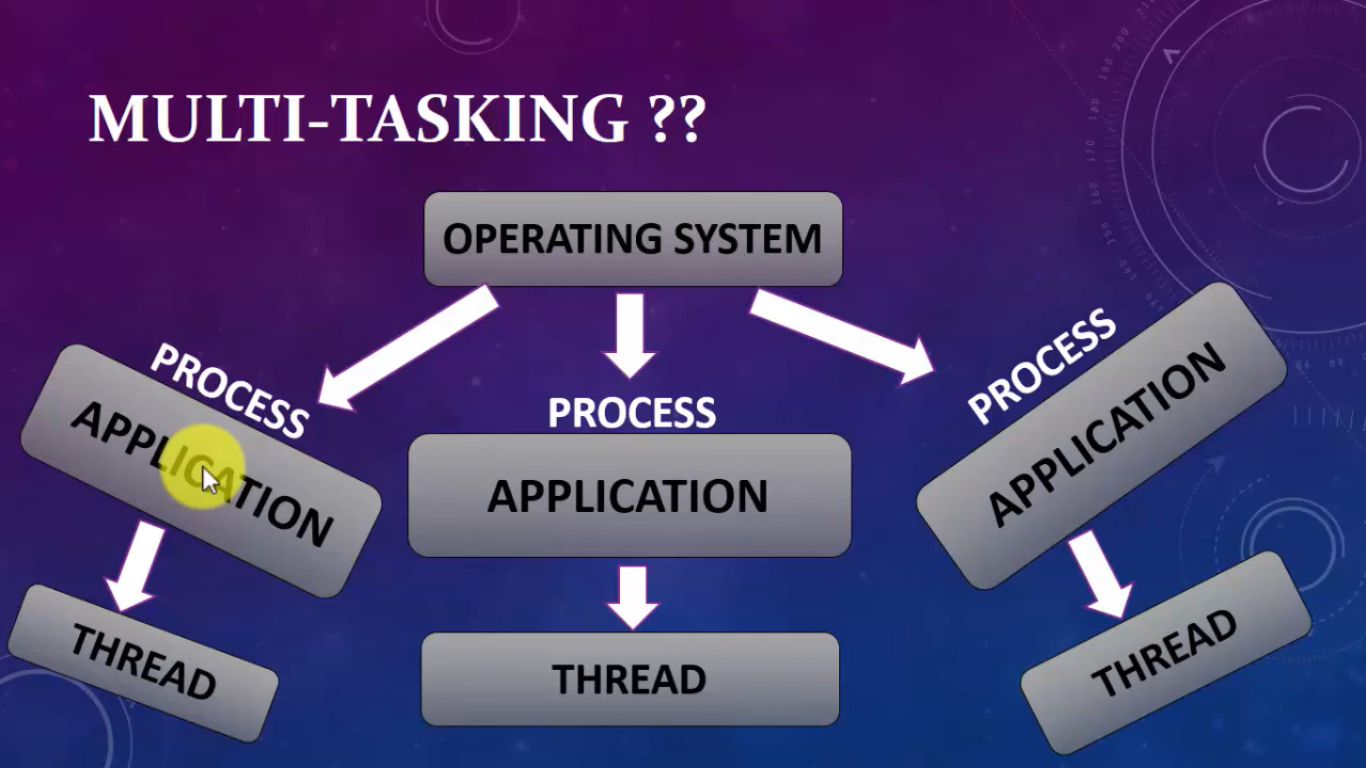 MULTI-TASKING ??
OPERATING SYSTEM
PROCESS
APPLICATION
THREAD
PROCESS
APPLICATION
THREAD
PROCESS
APPLICATION
THREAD